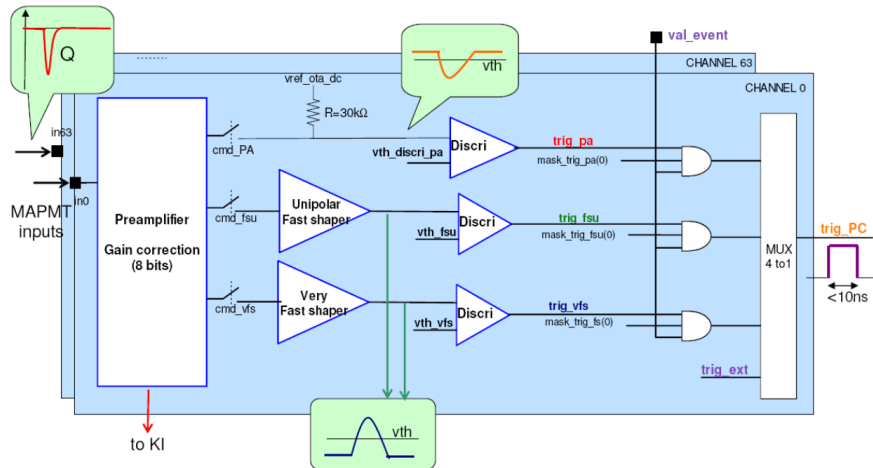 Q
vth
val_event
CHANNEL 63
CHANNEL 0
vref_ota_dc
R=30kΩ
in63
in0
MAPMT
inputs
Preamplifier
Gain correction
(8 bits)
cmd_PA
cmd_fsu
cmd_vfs
Unipolar
Fast shaper
Very
Fast shaper
vth_discri_pa
Discri
vth_fsu
Discri
vth_vfs
Discri
trig_pa
mask_trig_pa(0)
trig_fsu
mask_trig_fsu(0)
trig_vfs
mask_trig_fs(0)
trig_ext
MUX
4 to1
trig_PC
<10ns
to KI
vth